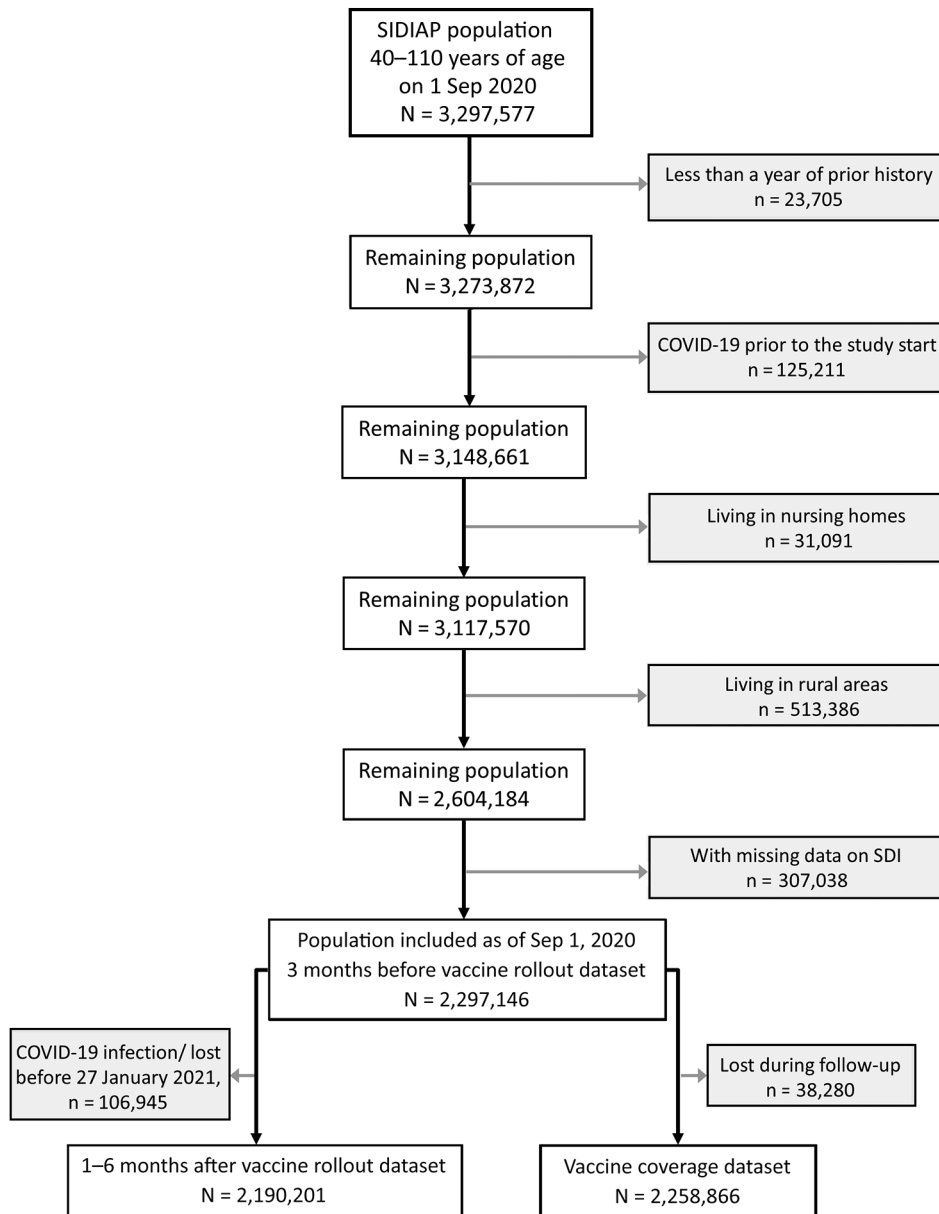 SIDIAP population
40–110 years of age
on 1 Sep 2020
N = 3,297,577
Less than a year of prior history
n = 23,705
Remaining population
N = 3,273,872
COVID-19 prior to the study start
n = 125,211
Remaining population
N = 3,148,661
Living in nursing homes
n = 31,091
Remaining population
N = 3,117,570
Living in rural areas
n = 513,386
Remaining population
N = 2,604,184
With missing data on SDI
n = 307,038
Population included as of Sep 1, 2020
3 months before vaccine rollout dataset
N = 2,297,146
COVID-19 infection/ lost
before 27 January 2021,
n = 106,945
Lost during follow-up
n = 38,280
1–6 months after vaccine rollout dataset
N = 2,190,201
Vaccine coverage dataset
N = 2,258,866